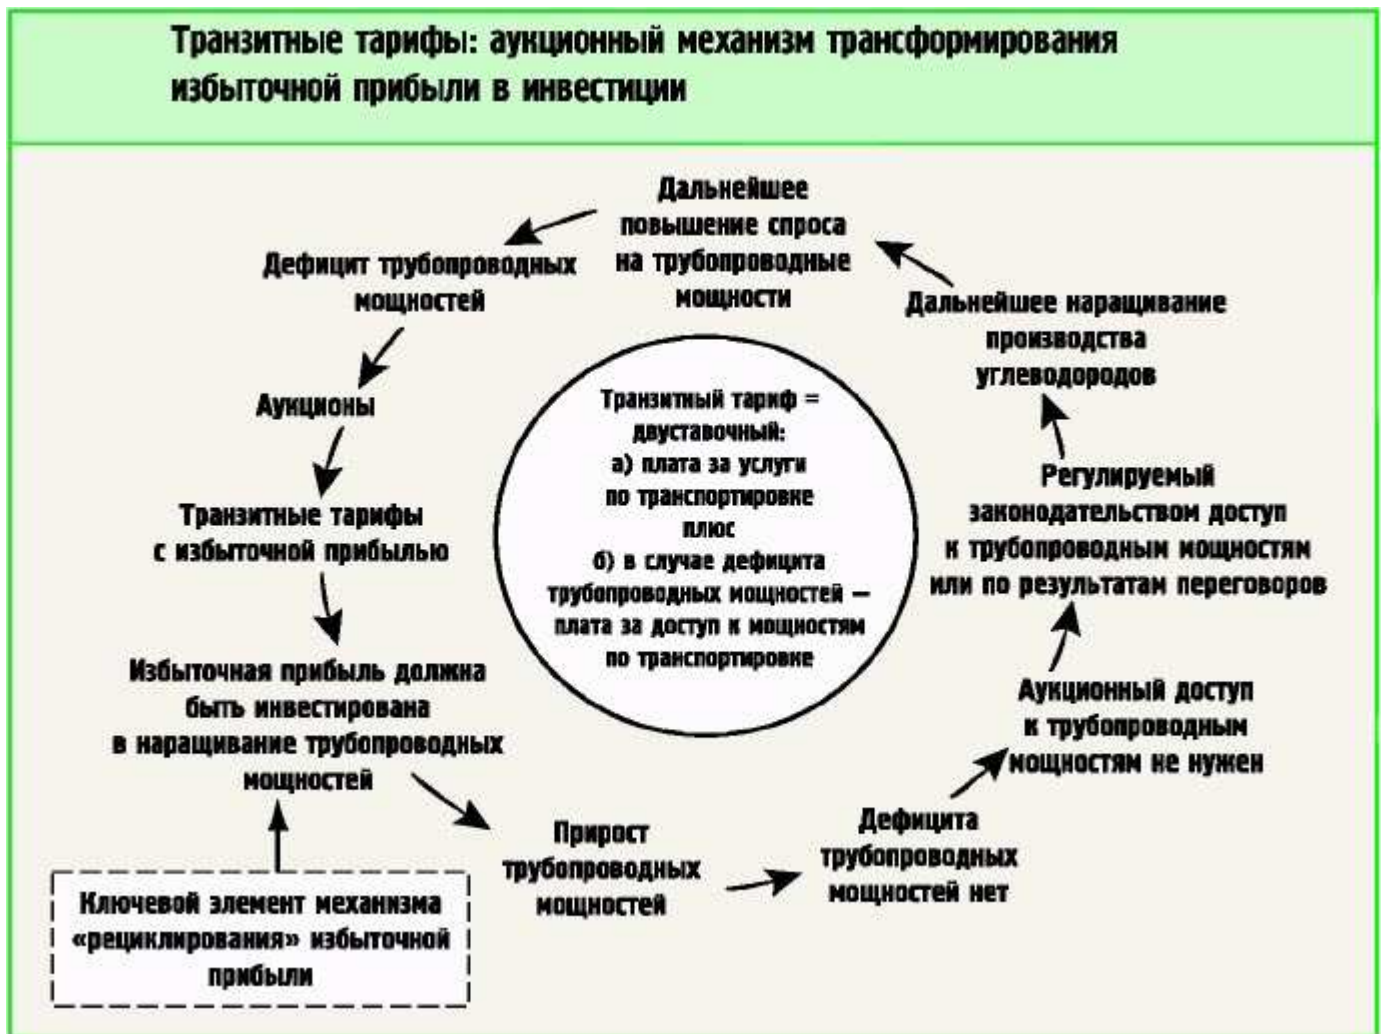 Транзитные тарифы: аукционный механизм трансформирования
избыточной прибыли в инвестиции
Дальнейшее
повышение спроса
на трубопроводные
мощности
Дефицит трубопроводных
мощностей
Аукционы
Транзитные тарифы
с избыточной прибылью
Избыточная прибыль должна
быть инвестирована
в наращивание трубопроводных
мощностей
Ключевой элемент механизма
«рециклирования» избыточной
прибыли
Прирост
трубопроводных
мощностей
Дефицита
трубопроводных
мощностей нет
Аукционный доступ
к трубопроводным
мощностям не нужен
Регулируемый
законодательством доступ
к трубопроводным мощностям
или по результатам переговоров
Дальнейшее наращивание
производства
углеводородов
Транзитный тариф =
двуставочный:
а) плата за услуги
по транспортировке
плюс
б) в случае дефицита
трубопроводных мощностей —
плата за доступ к мощностям
по транспортировке